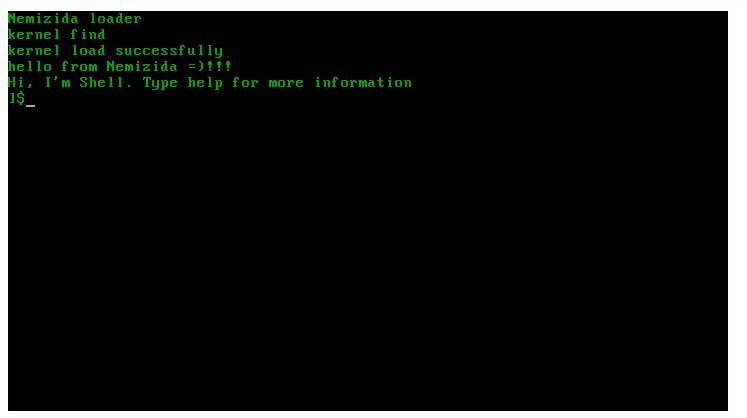 Nemizida loader
kernel find
kernel load successfully
hello from Nemizida =)!!!
Hi, I'm Shell. Type help for more information
]$_